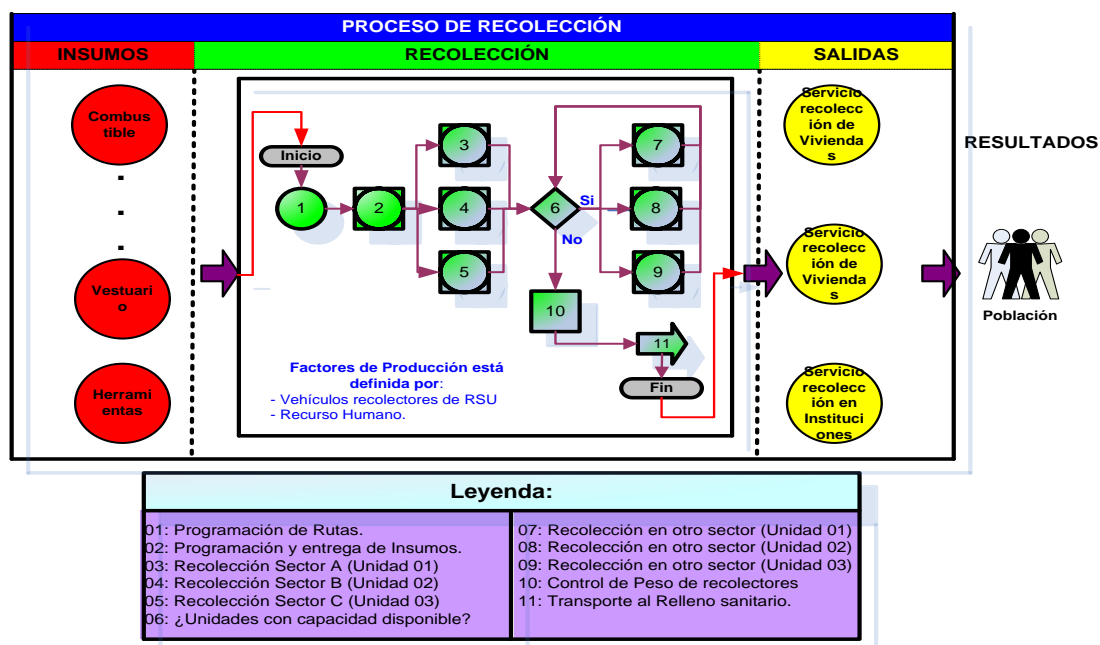 PROCESO DE RECOLECCIÓN
INSUMOS
RECOLECCIÓN
SALIDAS
Combus
tible
.
.
.
Vestuari
o
Herrami
entas
Inicio
1
2
3
4
5
6
Si
No
7
8
9
10
11
Fin
Factores de Producción está
definida por:
- Vehículos recolectores de RSU
- Recurso Humano.
Servicio
recolecc
ión de
Vivienda
s
Servicio
recolecc
ión de
Vivienda
s
Servicio
recolecc
ión en
Instituci
ones
RESULTADOS
Población
Leyenda:
01: Programación de Rutas.
02: Programación y entrega de Insumos.
03: Recolección Sector A (Unidad 01)
04: Recolección Sector B (Unidad 02)
05: Recolección Sector C (Unidad 03)
06: ¿Unidades con capacidad disponible?
07: Recolección en otro sector (Unidad 01)
08: Recolección en otro sector (Unidad 02)
09: Recolección en otro sector (Unidad 03)
10: Control de Peso de recolectores
11: Transporte al Relleno sanitario.